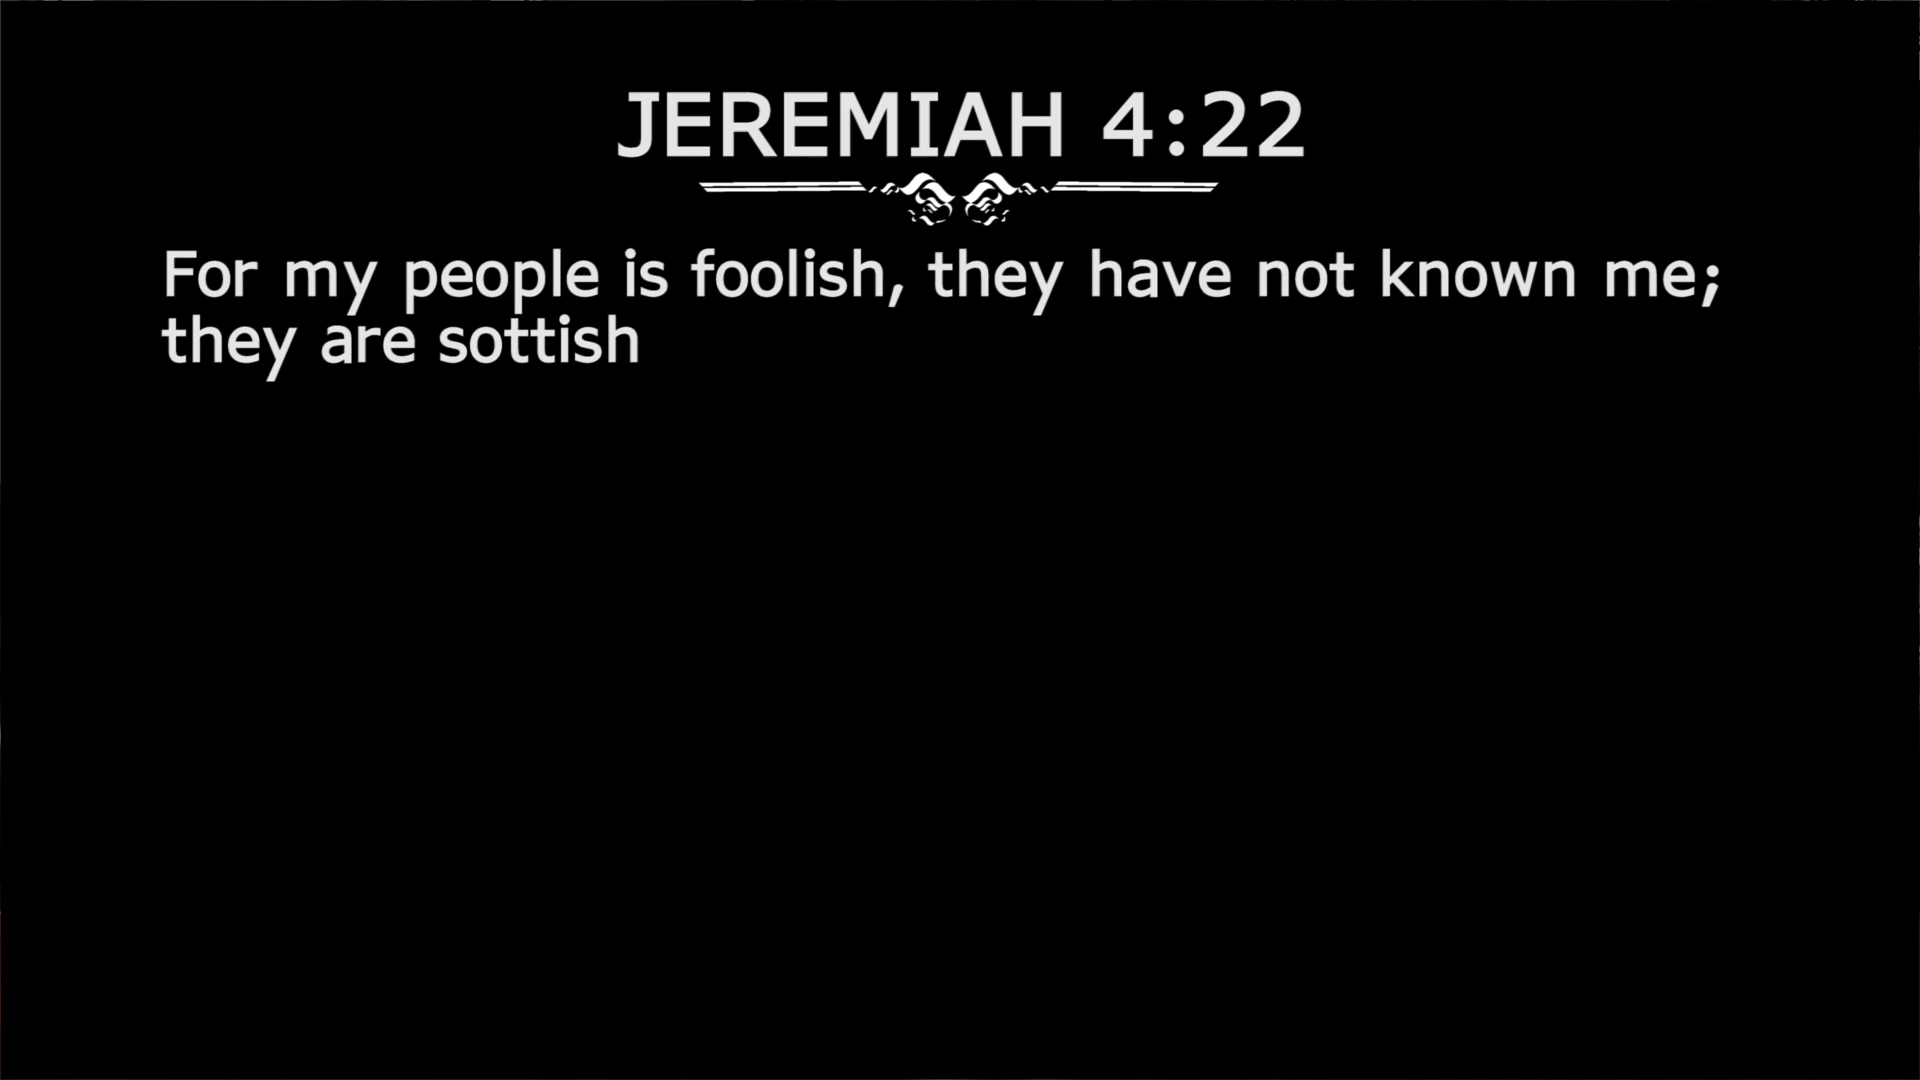 JEREMIAH 4:22
For my people is foolish, they have not known me;
they are sottish